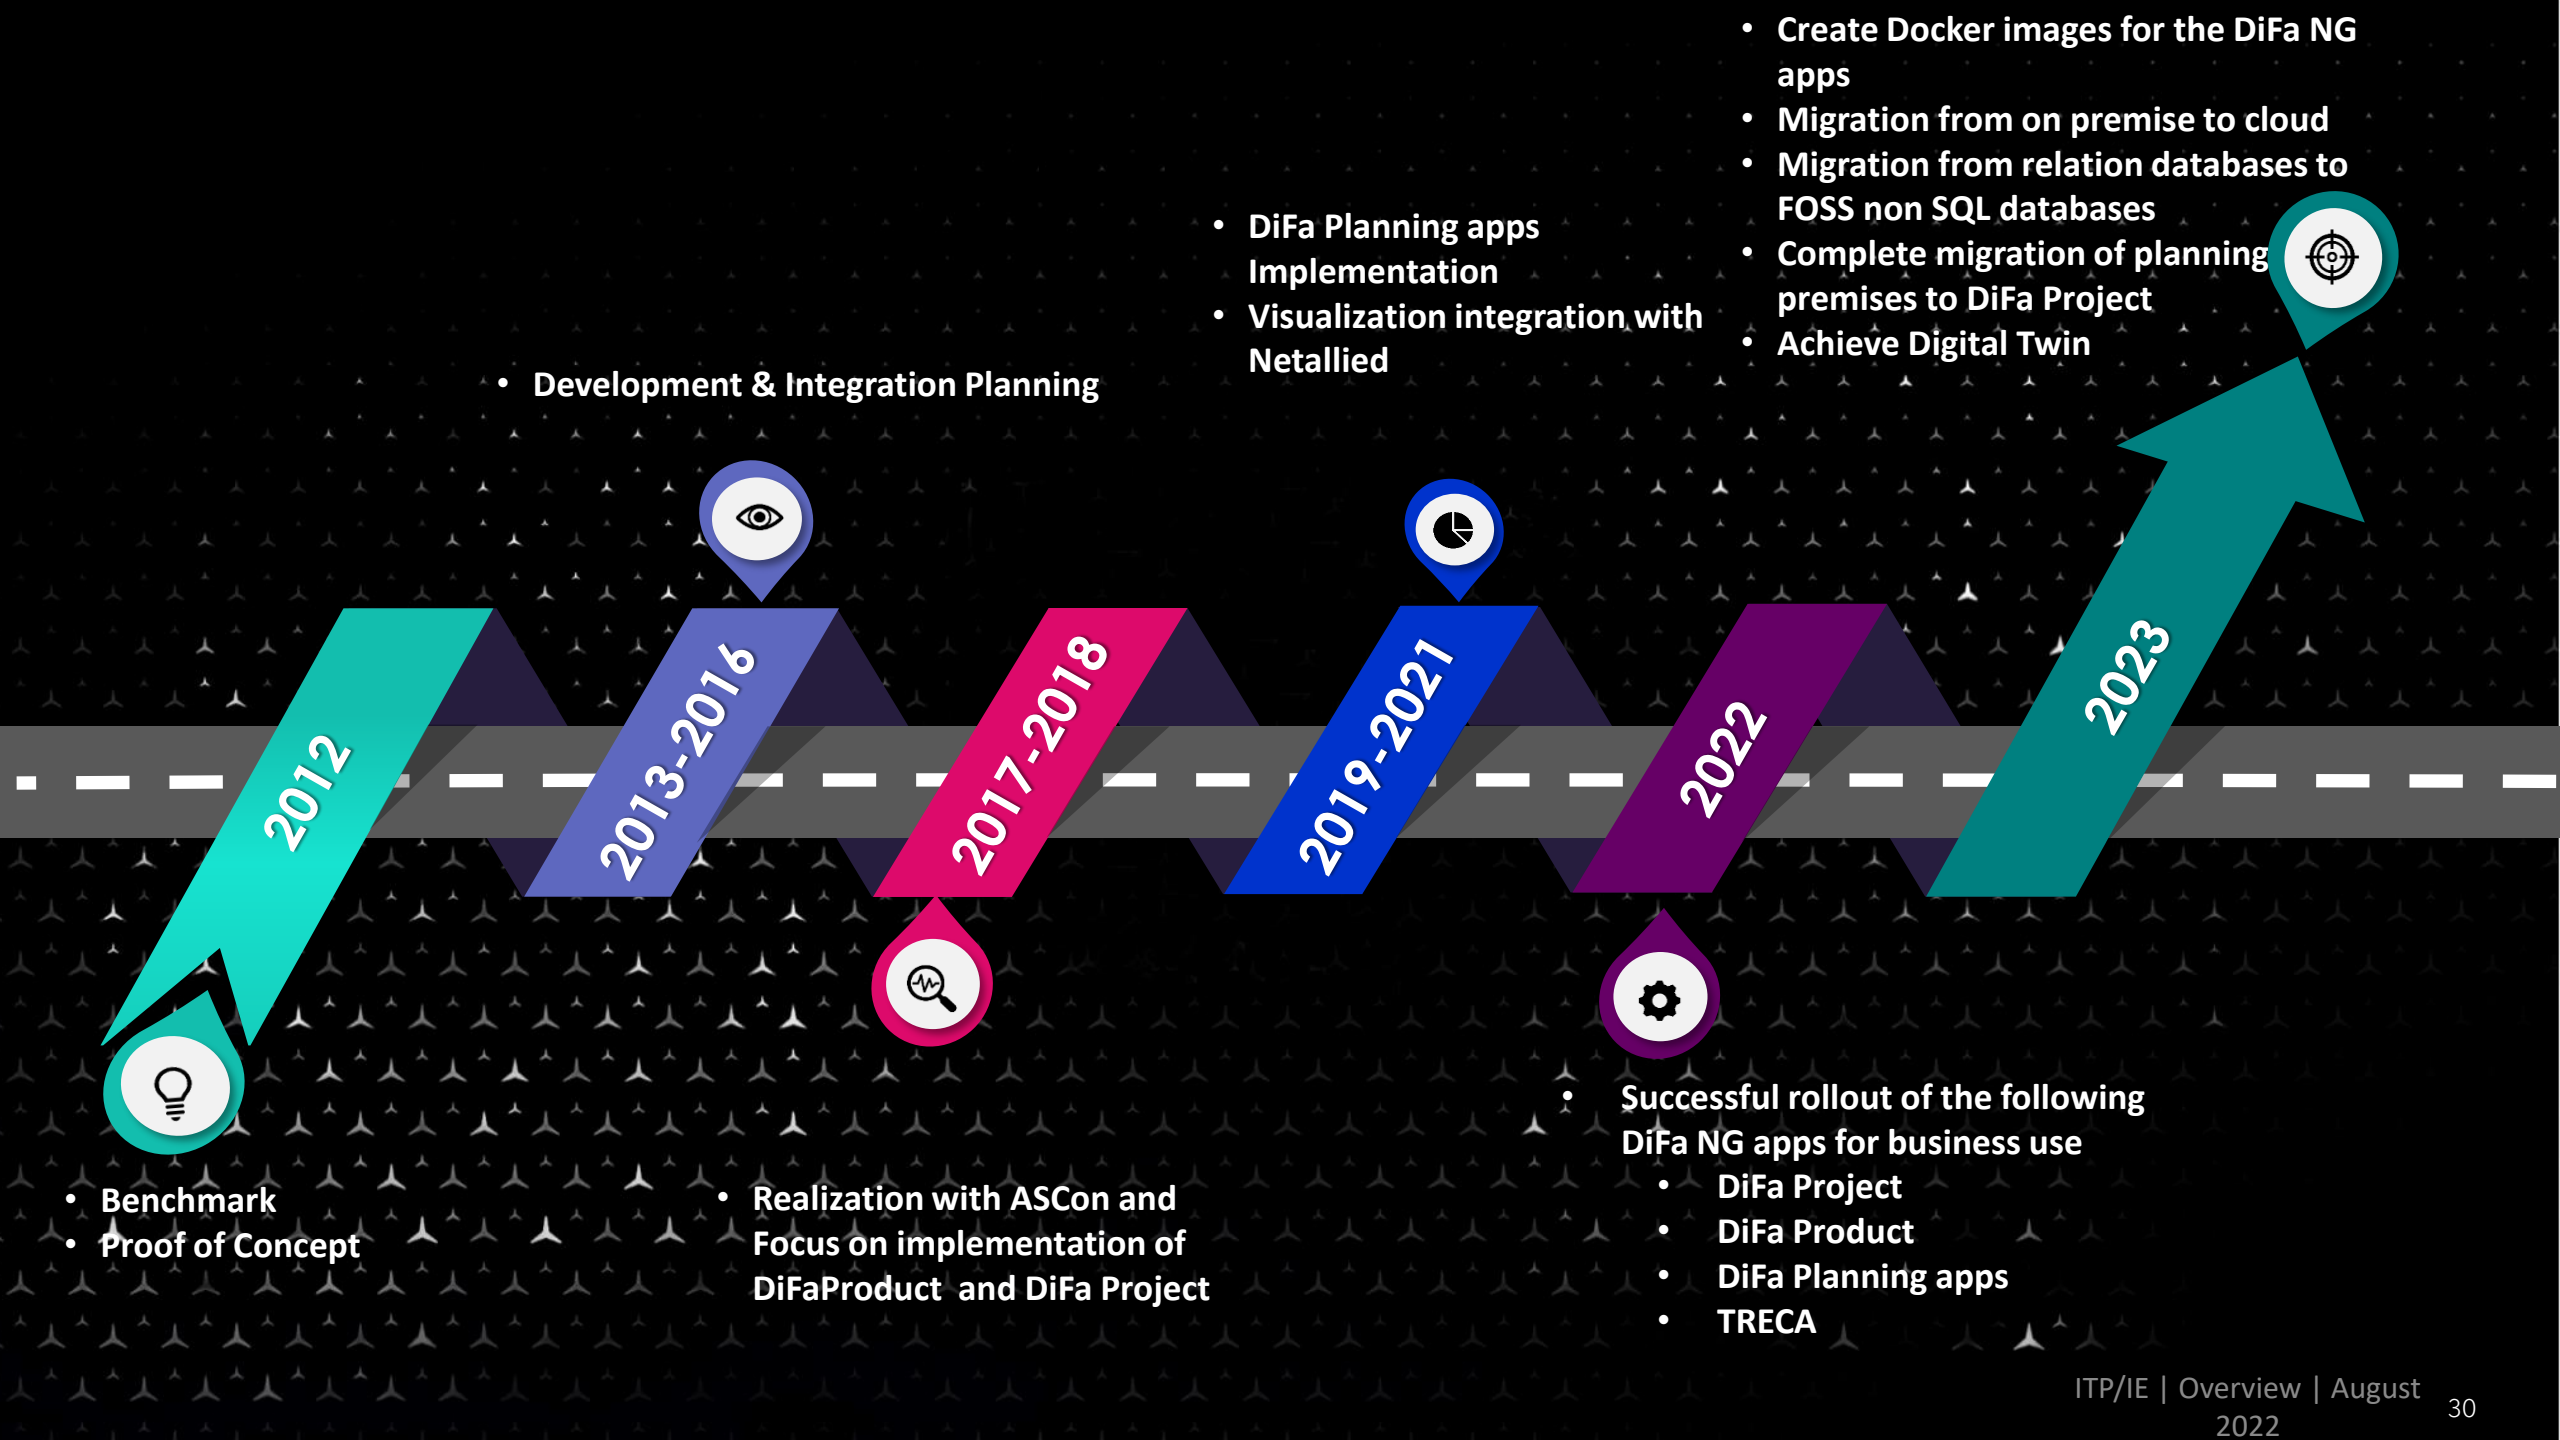 • Create Docker images for the DiFa NG
apps
• Migration from on premise to cloud
• Migration from relation databases to
FOSS non SQL databases
• Complete migration of planning
premises to DiFa Project
• Achieve Digital Twin
• DiFa Planning apps
Implementation
• Visualization integration with
Netallied
• Development & Integration Planning
2012
2013-2016
2017-2018
2019-2021
2022
2023
• Benchmark
• Proof of Concept
• Realization with ASCon and
Focus on implementation of
DiFaProduct and DiFa Project
• Successful rollout of the following
DiFa NG apps for business use
• DiFa Project
• DiFa Product
• DiFa Planning apps
• TRECA
ITP/IE | Overview | August
2022
30